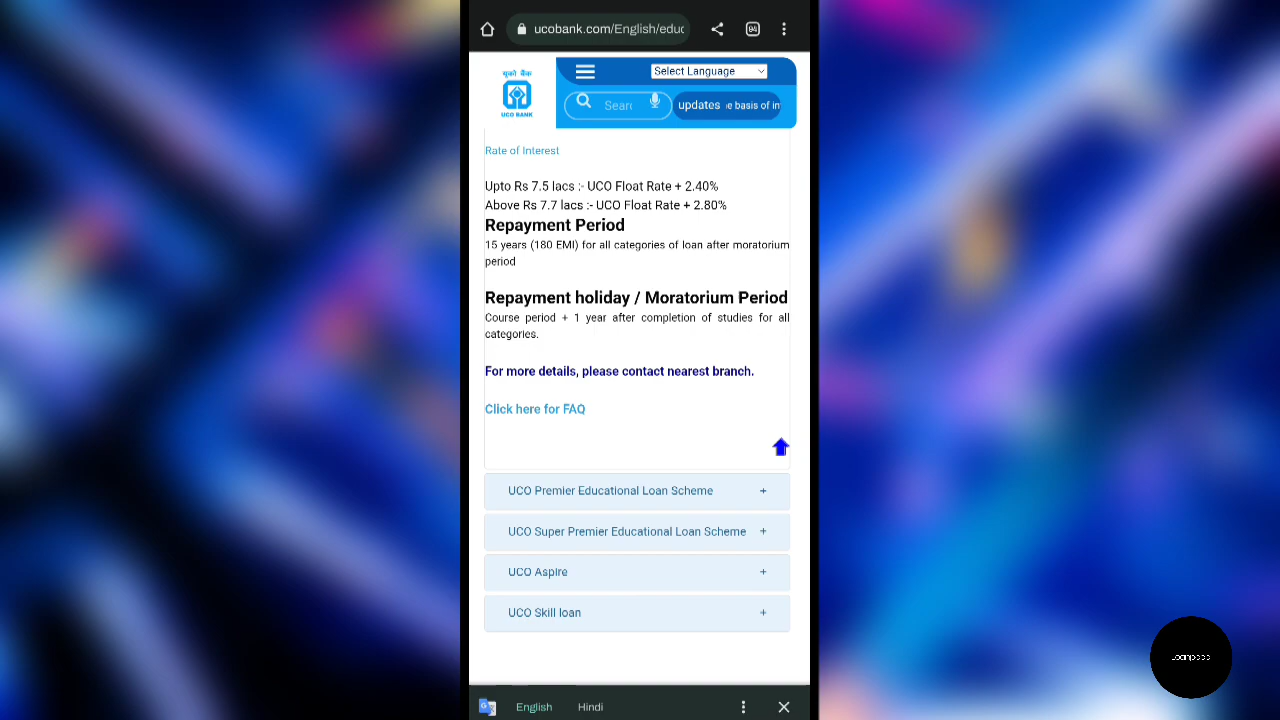 ucobank.com/English/educ
94
यूको बैंक
UCO BANK
Select Language
Searc
updates
e basis of in
Rate of Interest
Upto Rs 7.5 lacs :- UCO Float Rate + 2.40%
Above Rs 7.7 lacs :- UCO Float Rate + 2.80%
Repayment Period
15 years (180 EMI) for all categories of loan after moratorium
period
Repayment holiday / Moratorium Period
Course period + 1 year after completion of studies for all
categories.
For more details, please contact nearest branch.
Click here for FAQ
UCO Premier Educational Loan Scheme +
UCO Super Premier Educational Loan Scheme +
UCO Aspire +
UCO Skill loan +
English
Hindi